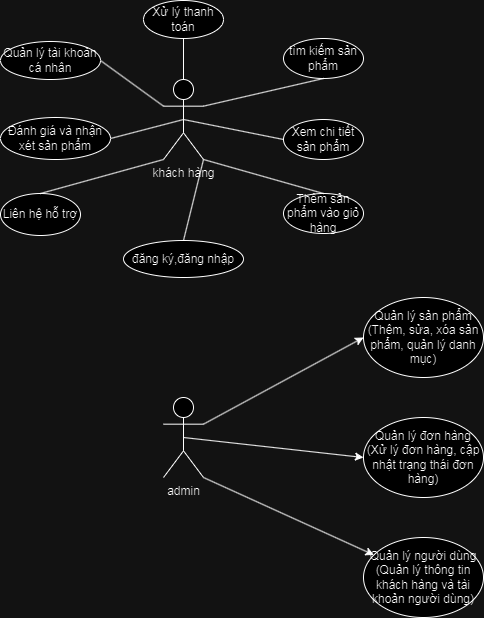 Xử lý thanh
toán
Quản lý tài khoản
cá nhân
tìm kiếm sản
phẩm
Đánh giá và nhận
xét sản phẩm
Xem chi tiết
sản phẩm
khách hàng
Liên hệ hỗ trợ
Thêm sản
phẩm vào giỏ
hàng
đăng ký,đăng nhập
Quản lý sản phẩm
(Thêm, sửa, xóa sản
phẩm, quản lý danh
mục)
Quản lý đơn hàng
(Xử lý đơn hàng, cập
nhật trạng thái đơn
hàng)
admin
Quản lý người dùng
(Quản lý thông tin
khách hàng và tài
khoản người dùng)